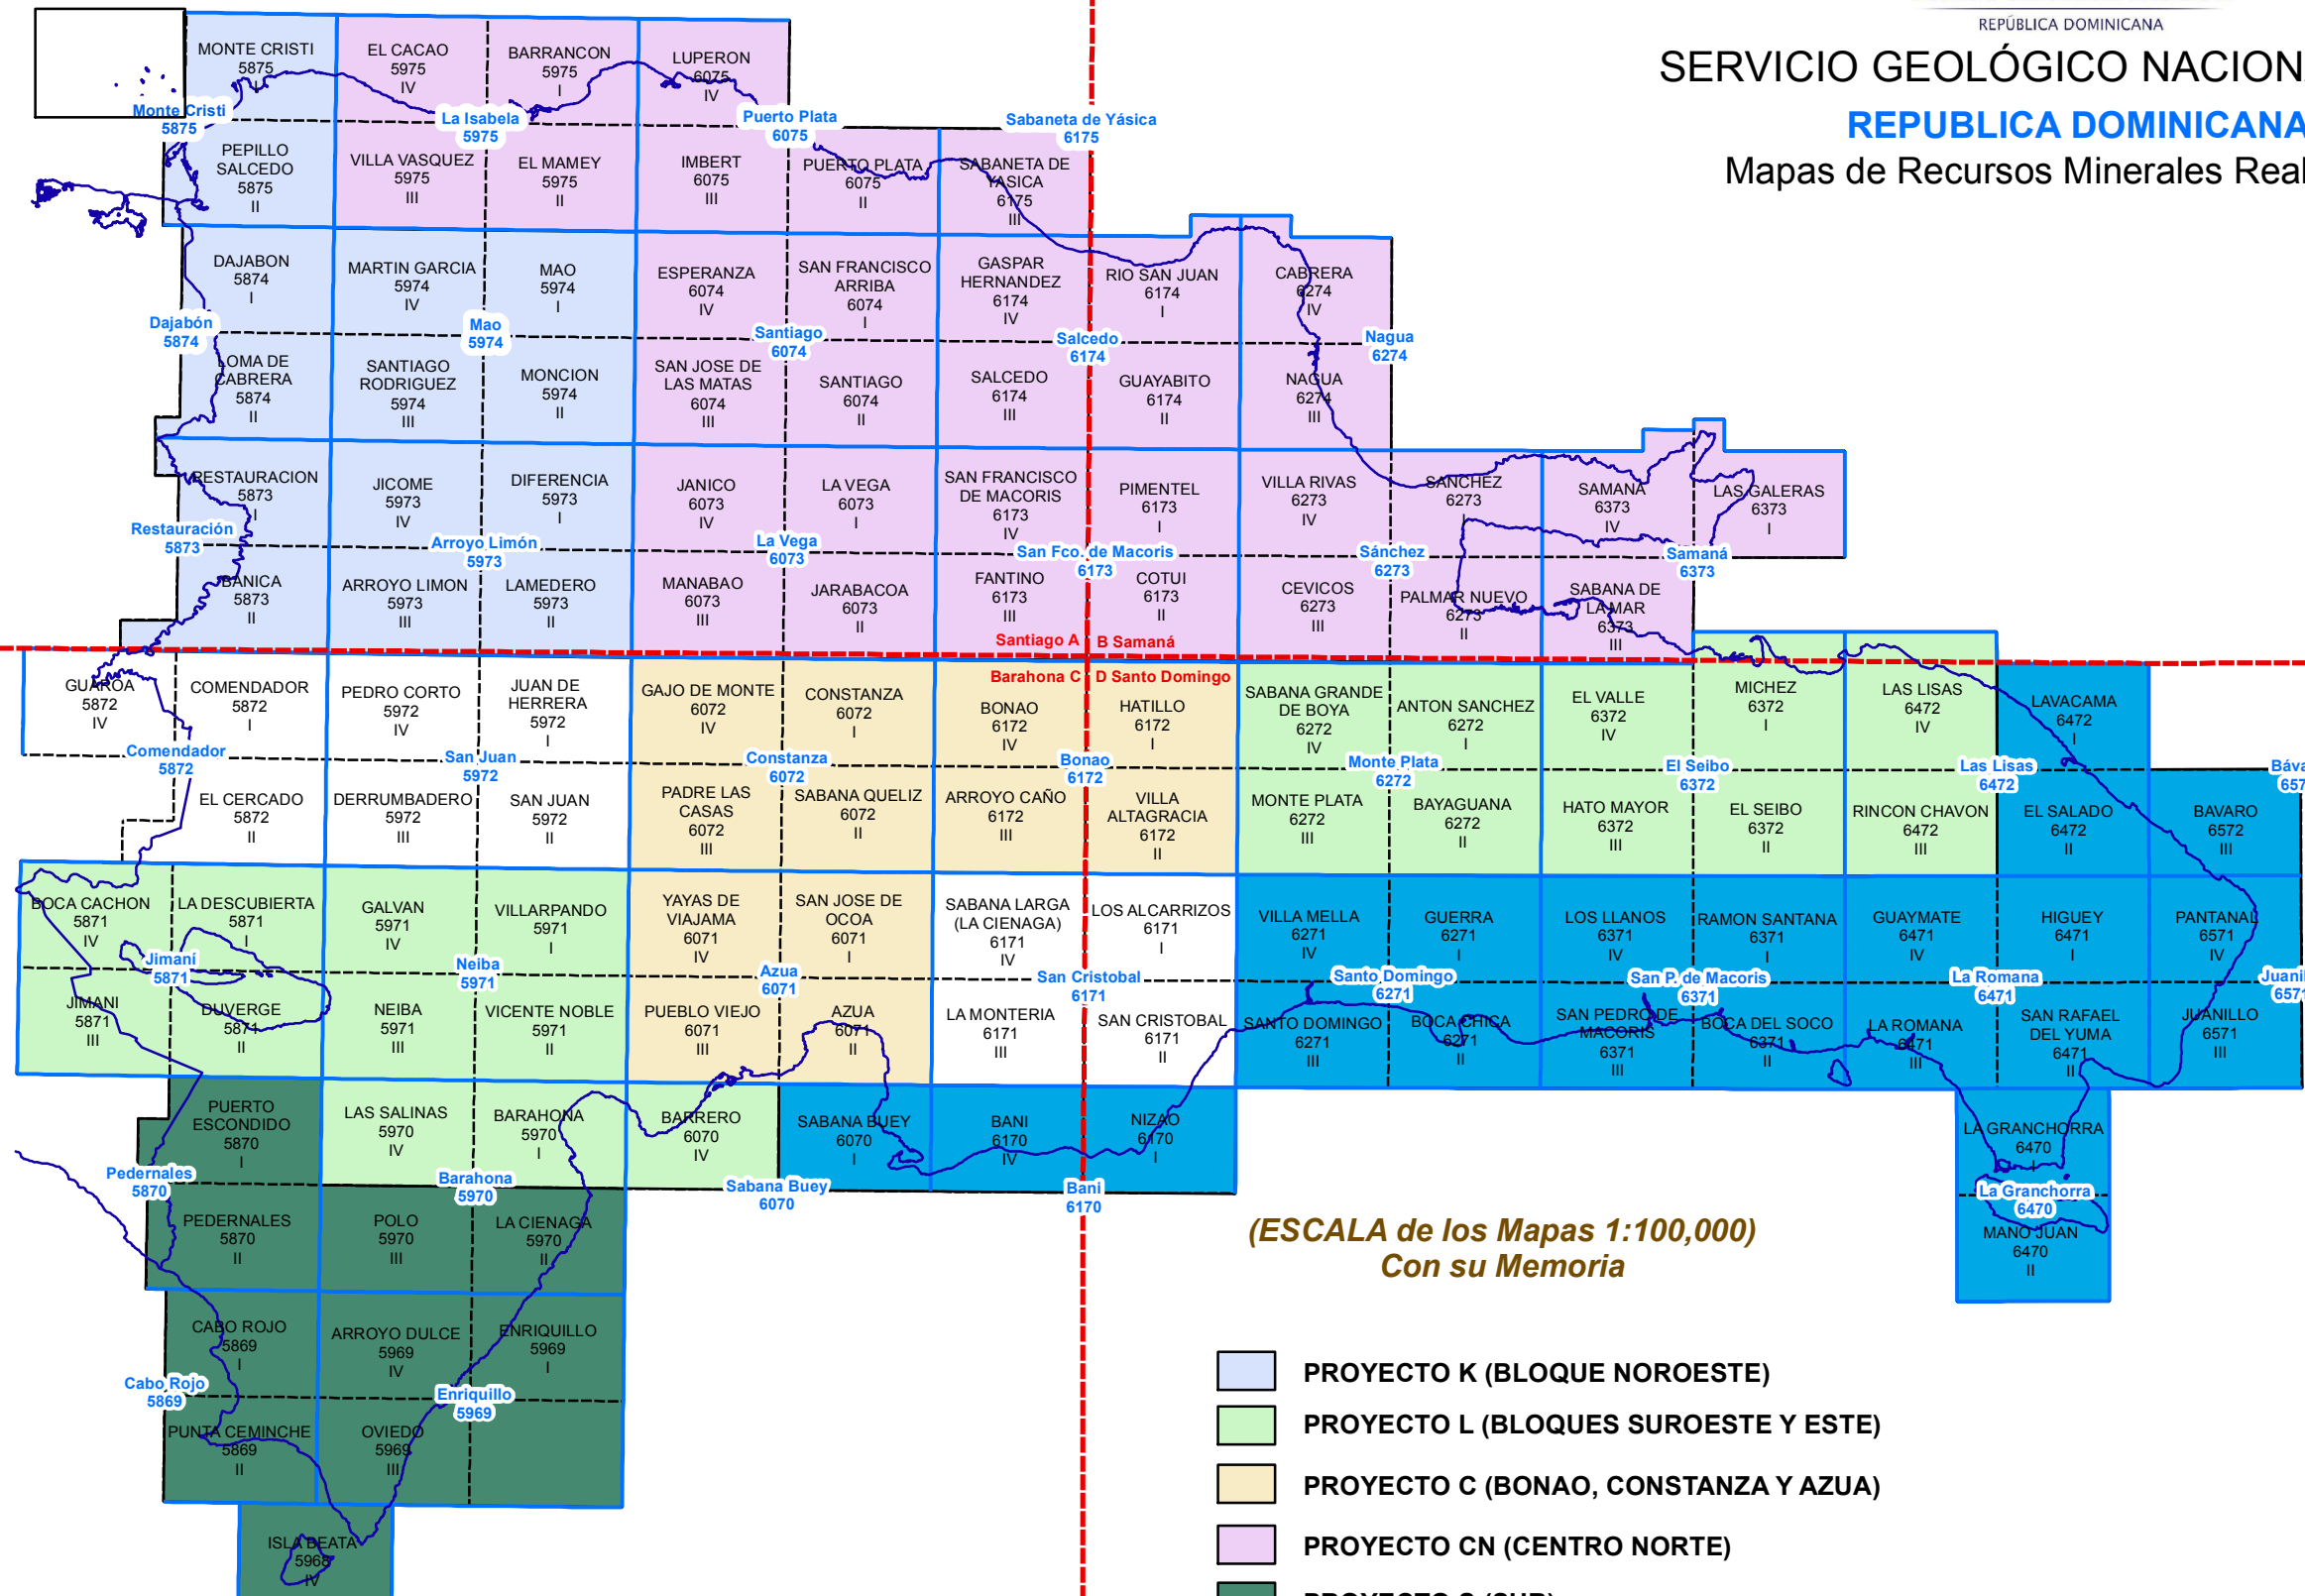 REPÚBLICA DOMINICANA
SERVICIO GEOLÓGICO NACION
REPUBLICA DOMINICANA
Mapas de Recursos Minerales Real
MONTE CRISTI
5875
I
EL CACAO
5975
IV
BARRANCON
5975
I
LUPERON
6075
IV
Monte Cristi
5875
La Isabela
5975
Puerto Plata
6075
Sabaneta de Yásica
6175
PEPILLO
SALCEDO
5875
II
VILLA VASQUEZ
5975
III
EL MAMEY
5975
II
IMBERT
6075
III
PUERTO PLATA
6075
II
SABANETA DE
YASICA
6175
III
DAJABON
5874
I
MARTIN GARCIA
5974
IV
MAO
5974
I
ESPERANZA
6074
IV
SAN FRANCISCO
ARRIBA
6074
I
GASPAR
HERNANDEZ
6174
IV
RIO SAN JUAN
6174
I
CABRERA
6274
IV
Dajabón
5874
Mao
5974
Santiago
6074
Salcedo
6174
Nagua
6274
LOMA DE
CABRERA
5874
II
SANTIAGO
RODRIGUEZ
5974
III
MONCION
5974
II
SAN JOSE DE
LAS MATAS
6074
III
SANTIAGO
6074
II
SALCEDO
6174
III
GUAYABITO
6174
II
NAGUA
6274
III
RESTAURACION
5873
I
JICOME
5973
IV
DIFERENCIA
5973
I
JANICO
6073
IV
LA VEGA
6073
I
SAN FRANCISCO
DE MACORIS
6173
IV
PIMENTEL
6173
I
VILLA RIVAS
6273
IV
SANCHEZ
6273
I
SAMANA
6373
IV
LAS GALERAS
6373
I
Restauración
5873
Arroyo Limón
5973
La Vega
6073
San Fco. de Macoris
6173
Sánchez
6273
Samaná
6373
BANICA
5873
II
ARROYO LIMON
5973
III
LAMEDERO
5973
II
MANABAO
6073
III
JARABACOA
6073
II
FANTINO
6173
III
COTUI
6173
II
CEVICOS
6273
III
PALMAR NUEVO
6273
II
SABANA DE
LA MAR
6373
III
Santiago A
B Samaná
Barahona C
D Santo Domingo
GUAROA
5872
IV
COMENDADOR
5872
I
PEDRO CORTO
5972
IV
JUAN DE
HERRERA
5972
I
GAJO DE MONTE
6072
IV
CONSTANZA
6072
I
BONAO
6172
IV
HATILLO
6172
I
SABANA GRANDE
DE BOYA
6272
IV
ANTON SANCHEZ
6272
I
EL VALLE
6372
IV
MICHEZ
6372
I
LAS LISAS
6472
IV
LAVACAMA
6472
I
Comendador
5872
San Juan
5972
Constanza
6072
Bonao
6172
Monte Plata
6272
El Seibo
6372
Las Lisas
6472
Báva
657
EL CERCADO
5872
II
DERRUMBADERO
5972
III
SAN JUAN
5972
II
PADRE LAS
CASAS
6072
III
SABANA QUELIZ
6072
II
ARROYO CAÑO
6172
III
VILLA
ALTAGRACIA
6172
II
MONTE PLATA
6272
III
BAYAGUANA
6272
II
HATO MAYOR
6372
III
EL SEIBO
6372
II
RINCON CHAVON
6472
III
EL SALADO
6472
II
BAVARO
6572
III
BOCA CACHON
5871
IV
LA DESCUBIERTA
5871
I
GALVAN
5971
IV
VILLARPANDO
5971
I
YAYAS DE
VIAJAMA
6071
IV
SAN JOSE DE
OCOA
6071
I
SABANA LARGA
(LA CIENAGA)
6171
IV
LOS ALCARRIZOS
6171
I
VILLA MELLA
6271
IV
GUERRA
6271
I
LOS LLANOS
6371
IV
RAMON SANTANA
6371
I
GUAYMATE
6471
IV
HIGUEY
6471
I
PANTANAL
6571
IV
Jimaní
5871
Neiba
5971
Azua
6071
San Cristobal
6171
Santo Domingo
6271
San P. de Macoris
6371
La Romana
6471
Juanil
6571
JIMANI
5871
III
DUVERGE
5871
II
NEIBA
5971
III
VICENTE NOBLE
5971
II
PUEBLO VIEJO
6071
III
AZUA
6071
II
LA MONTERIA
6171
III
SAN CRISTOBAL
6171
II
SANTO DOMINGO
6271
III
BOCA CHICA
6271
II
SAN PEDRO DE
MACORIS
6371
III
BOCA DEL SOCO
6371
II
LA ROMANA
6471
III
SAN RAFAEL
DEL YUMA
6471
II
JUANILLO
6571
III
PUERTO
ESCONDIDO
5870
I
LAS SALINAS
5970
IV
BARAHONA
5970
I
BARRERO
6070
IV
SABANA BUEY
6070
I
BANI
6170
IV
NIZAO
6170
I
LA GRANCHORRA
6470
I
Pedernales
5870
Barahona
5970
Sabana Buey
6070
Bani
6170
La Granchorra
6470
PEDERNALES
5870
II
POLO
5970
III
LA CIENAGA
5970
II
MANO JUAN
6470
II
(ESCALA de los Mapas 1:100,000)
Con su Memoria
CABO ROJO
5869
I
ARROYO DULCE
5969
IV
ENRIQUILLO
5969
I
Cabo Rojo
5869
Enriquillo
5969
PUNTA CEMINCHE
5869
II
OVIEDO
5969
III
ISLA BEATA
5968
IV
PROYECTO K (BLOQUE NOROESTE)
PROYECTO L (BLOQUES SUROESTE Y ESTE)
PROYECTO C (BONAO, CONSTANZA Y AZUA)
PROYECTO CN (CENTRO NORTE)
PROYECTO S (SUR)